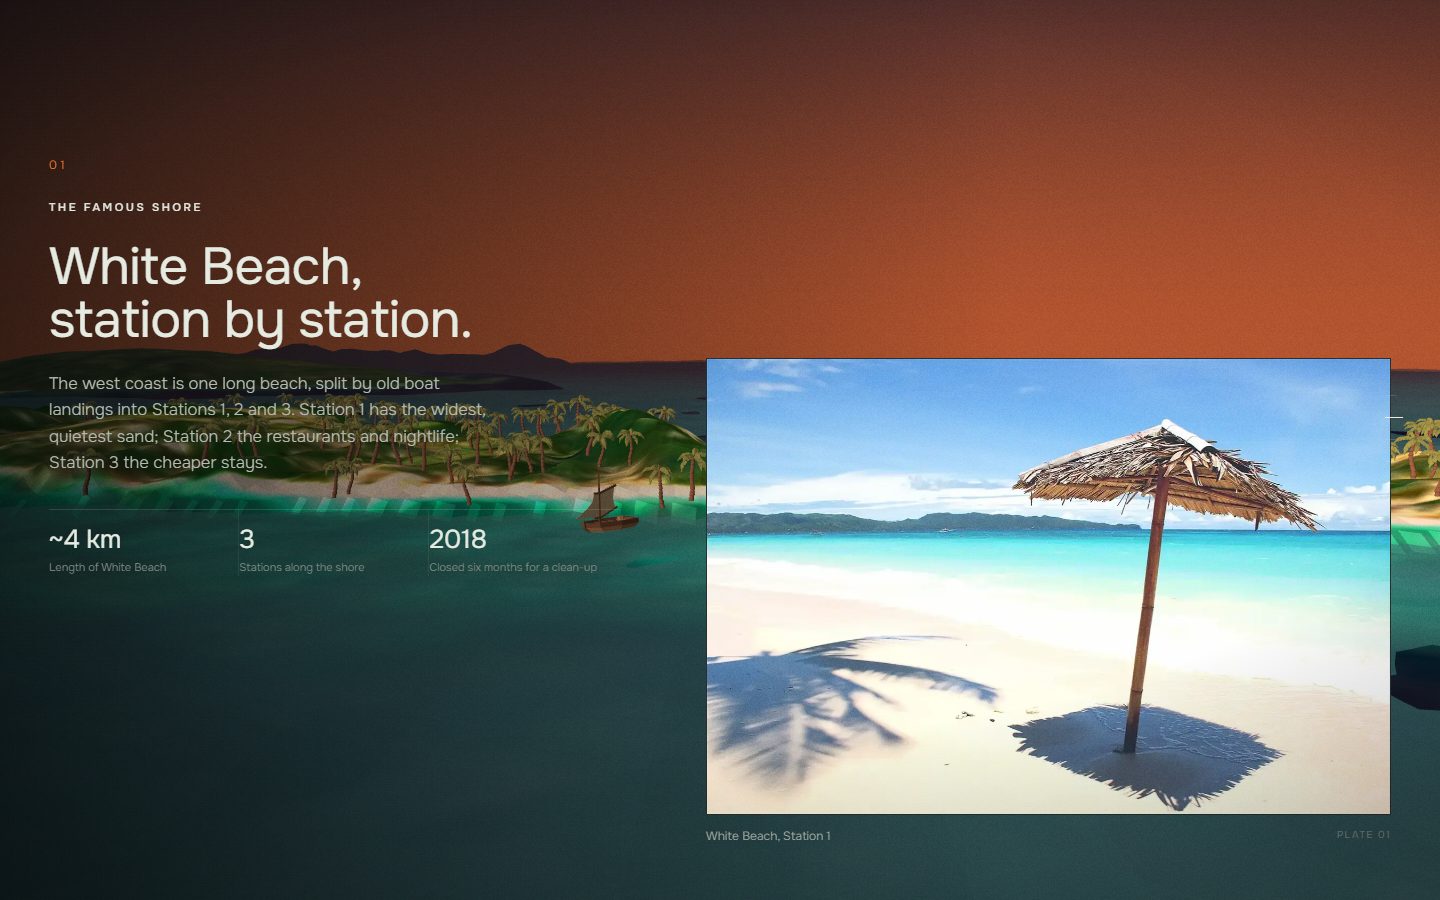 01
THE FAMOUS SHORE
White Beach,
station by station.
The west coast is one long beach, split by old boat
landings into Stations 1, 2 and 3. Station 1 has the widest,
quietest sand; Station 2 the restaurants and nightlife;
Station 3 the cheaper stays.
~4 km
Length of White Beach
3
Stations along the shore
2018
Closed six months for a clean-up
White Beach, Station 1
PLATE 01